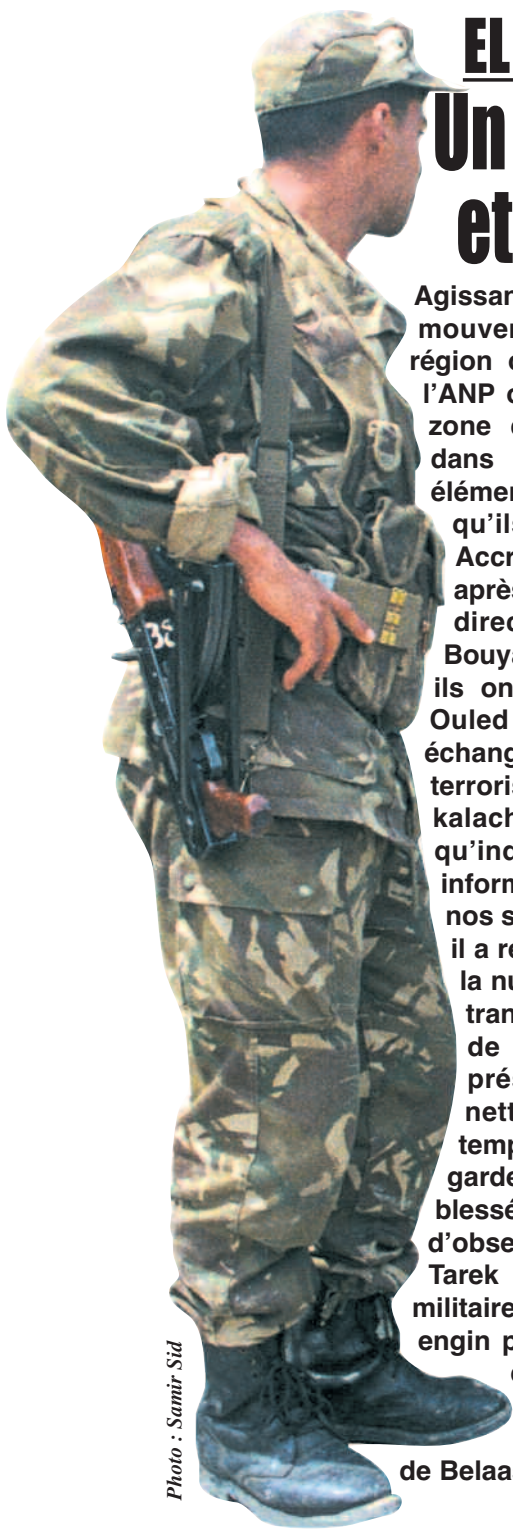 EL
Un
et
Agissan
mouver
région
l'ANP
zone
dans
élémen
qu'ils
Accr
après
direc
Bouya
ils on
Ouled
échang
terroris
kalach
qu'ind
inform
nos s
il a re
la nu
tran
de
prés
nett
temp
garde
blessé
d'obse
Tarek
militaire
engin p
de Belaa
38
Photo : Samir Sid